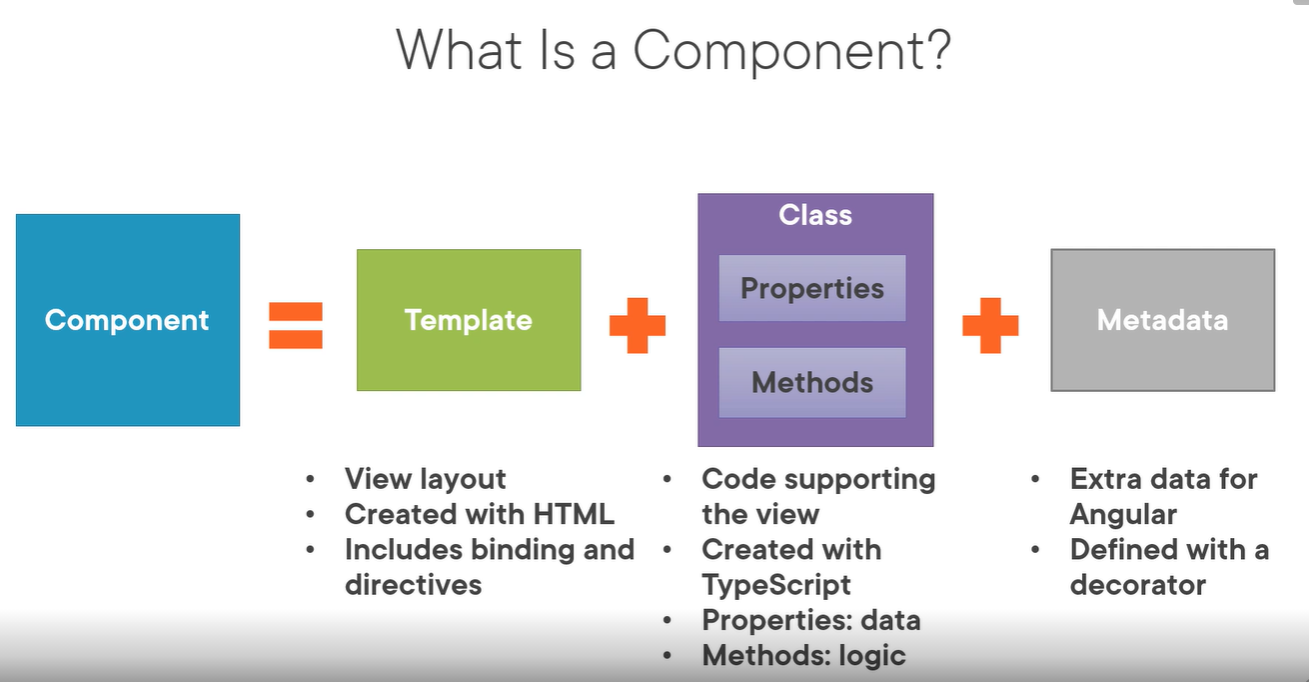 What Is a Component?
Component
Template
Class
Properties
Methods
Metadata
• View layout
• Created with HTML
• Includes binding and
directives
• Code supporting
the view
• Created with
TypeScript
• Properties: data
• Methods: logic
• Extra data for
Angular
• Defined with a
decorator